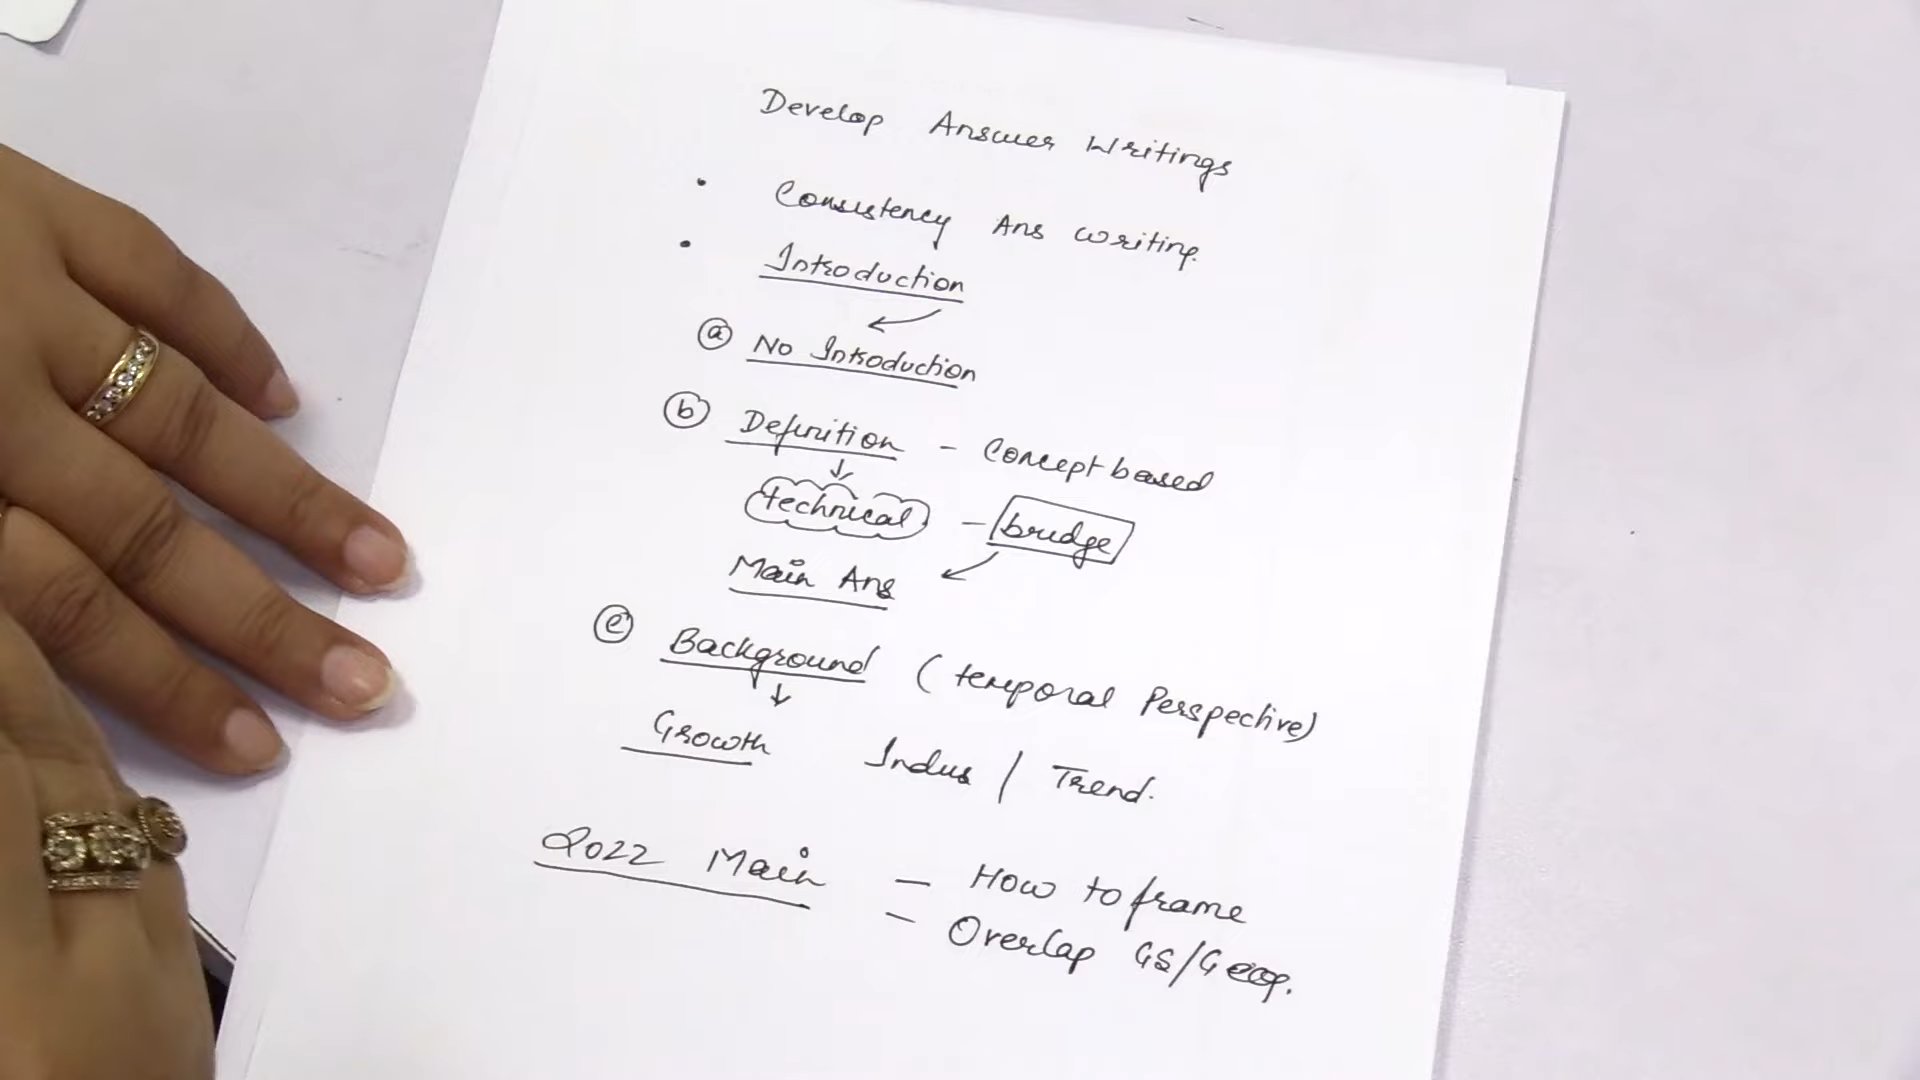 Develop Answer Writings
• Consistency Ans writing.
• Introduction
(a) No Introduction
(b) Definition - Concept based
technical - bridge
Main Ans
(c) Background (temporal Perspective)
Growth Indus / Trend.
2022 Main - How to frame
- Overlap GS/Geog.